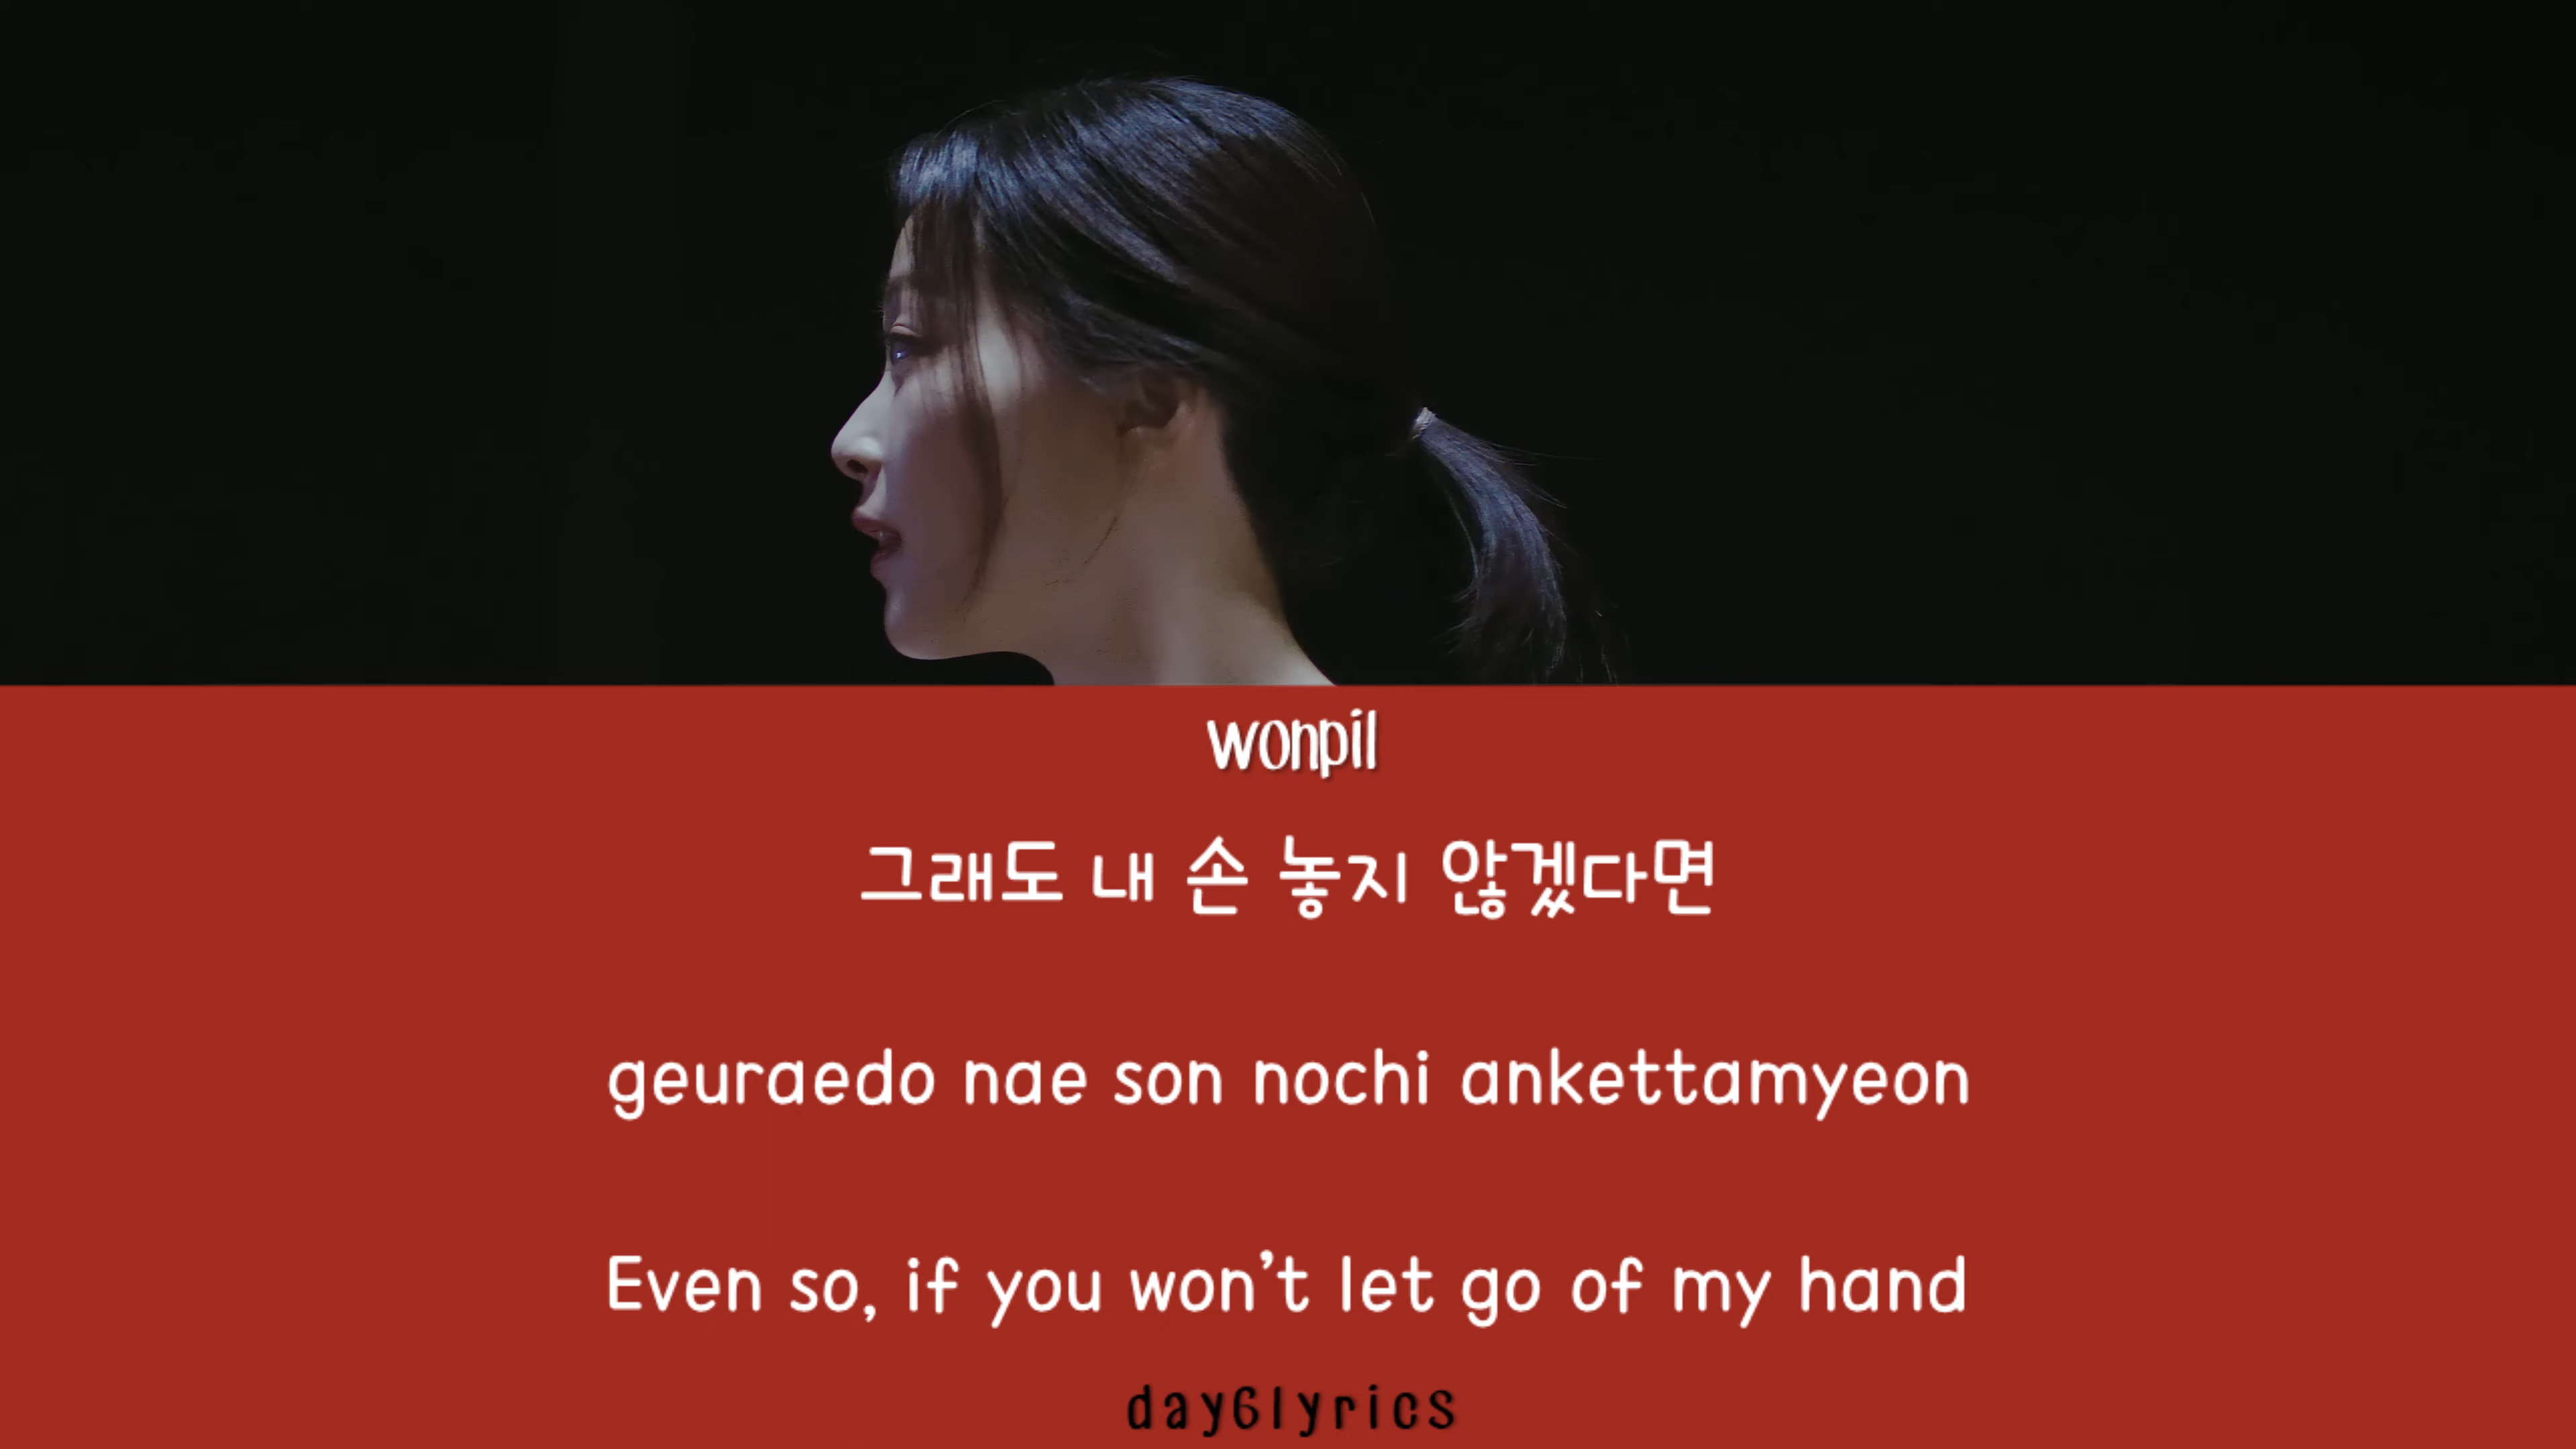 wonpil
그래도 내 손 놓지 않겠다면
geuraedo nae son nochi ankettamyeon
Even so, if you won't let go of my hand
day6lyrics